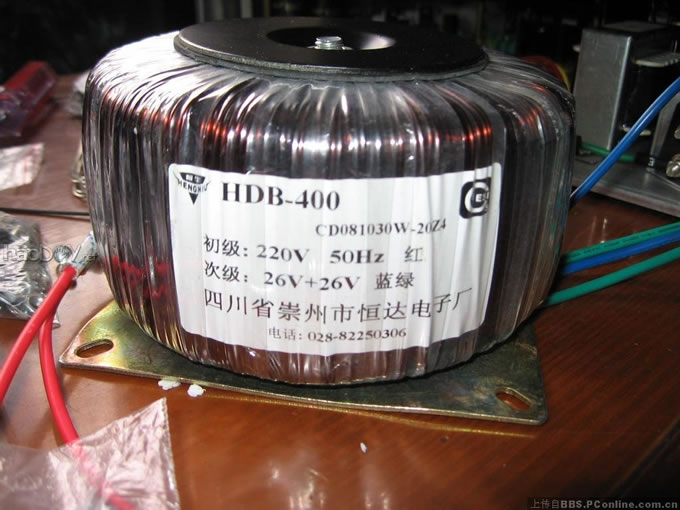 HENGHU
HDB-400
CD081030W-20Z4
初级: 220V 50Hz 红
次级: 26V+26V 蓝绿
四川省崇州市恒达电子厂
电话: 028-82250306
上传自BBS.PConline.com.cn